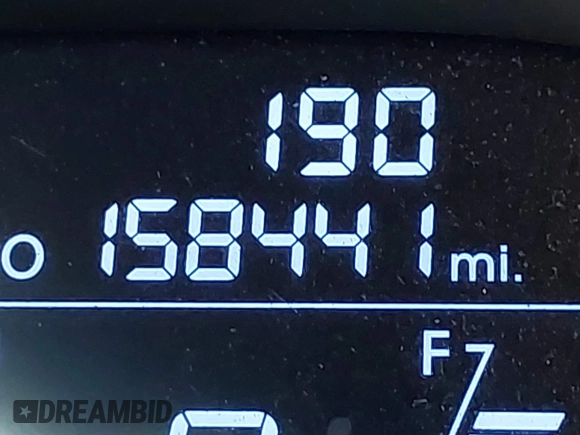 190
O 158441 mi.
F
DREAMBID